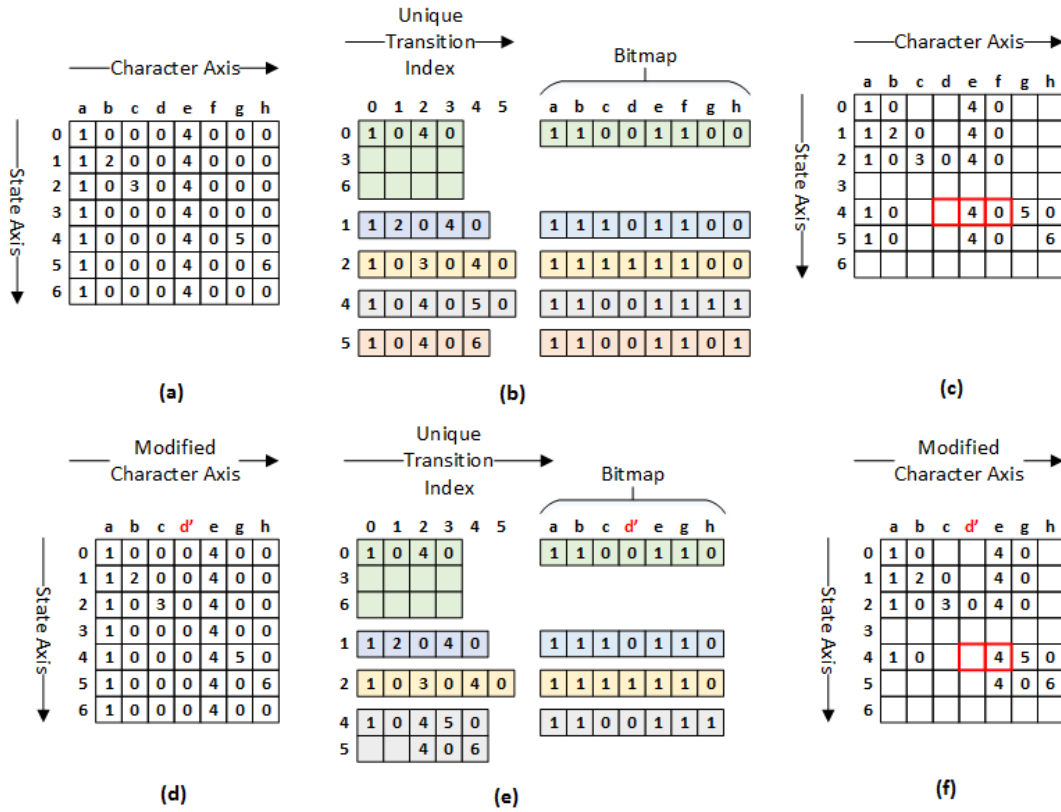 Character Axis
a b c d e f g h
State Axis
0 1 0 0 0 4 0 0 0
1 1 2 0 0 4 0 0 0
2 1 0 3 0 4 0 0 0
3 1 0 0 0 4 0 0 0
4 1 0 0 0 4 0 5 0
5 1 0 0 0 4 0 0 6
6 1 0 0 0 4 0 0 0
(a)
Unique
Transition
Index
Bitmap
0 1 2 3 4 5
a b c d e f g h
0 1 0 4 0
1 1 0 0 1 1 0 0
3
6
1 1 2 0 4 0
1 1 1 0 1 1 0 0
2 1 0 3 0 4 0
1 1 1 1 1 1 0 0
4 1 0 4 0 5 0
1 1 0 0 1 1 1 1
5 1 0 4 0 6
1 1 0 0 1 1 0 1
(b)
Character Axis
a b c d e f g h
State Axis
0 1 0 4 0
1 1 2 0 4 0
2 1 0 3 0 4 0
3
4 1 0 4 0 5 0
5 1 0 4 0 6
6
(c)
Modified
Character Axis
a b c d' e g h
State Axis
0 1 0 0 0 4 0 0
1 1 2 0 0 4 0 0
2 1 0 3 0 4 0 0
3 1 0 0 0 4 0 0
4 1 0 0 0 4 5 0
5 1 0 0 0 4 0 6
6 1 0 0 0 4 0 0
(d)
Unique
Transition
Index
Bitmap
0 1 2 3 4 5
a b c d' e g h
0 1 0 4 0
1 1 0 0 1 1 0
3
6
1 1 2 0 4 0
1 1 1 0 1 1 0
2 1 0 3 0 4 0
1 1 1 1 1 1 0
4 1 0 4 5 0
1 1 0 0 1 1 1
5 4 0 6
(e)
Modified
Character Axis
a b c d' e g h
State Axis
0 1 0 4 0
1 1 2 0 4 0
2 1 0 3 0 4 0
3
4 1 0 4 5 0
5 4 0 6
6
(f)